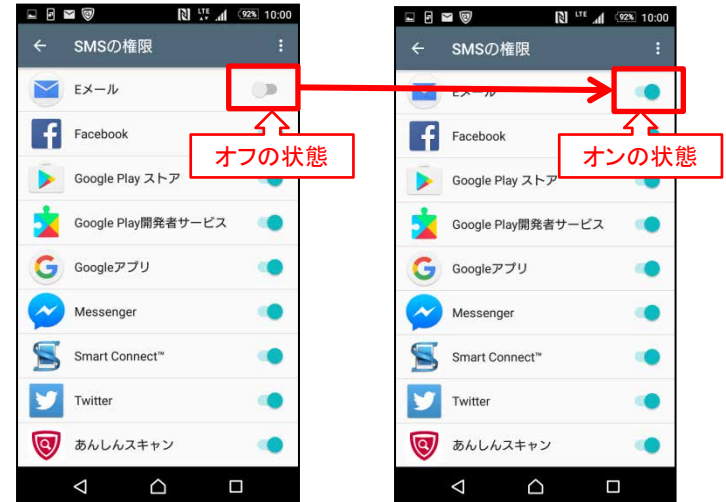 LTE 92% 10:00
SMSの権限
Eメール
Facebook
オフの状態
Google Play ストア
Google Play開発者サービス
Googleアプリ
Messenger
Smart Connect™
Twitter
あんしんスキャン
LTE 92% 10:00
SMSの権限
Eメール
Facebook
オンの状態
Google Play ストア
Google Play開発者サービス
Googleアプリ
Messenger
Smart Connect™
Twitter
あんしんスキャン